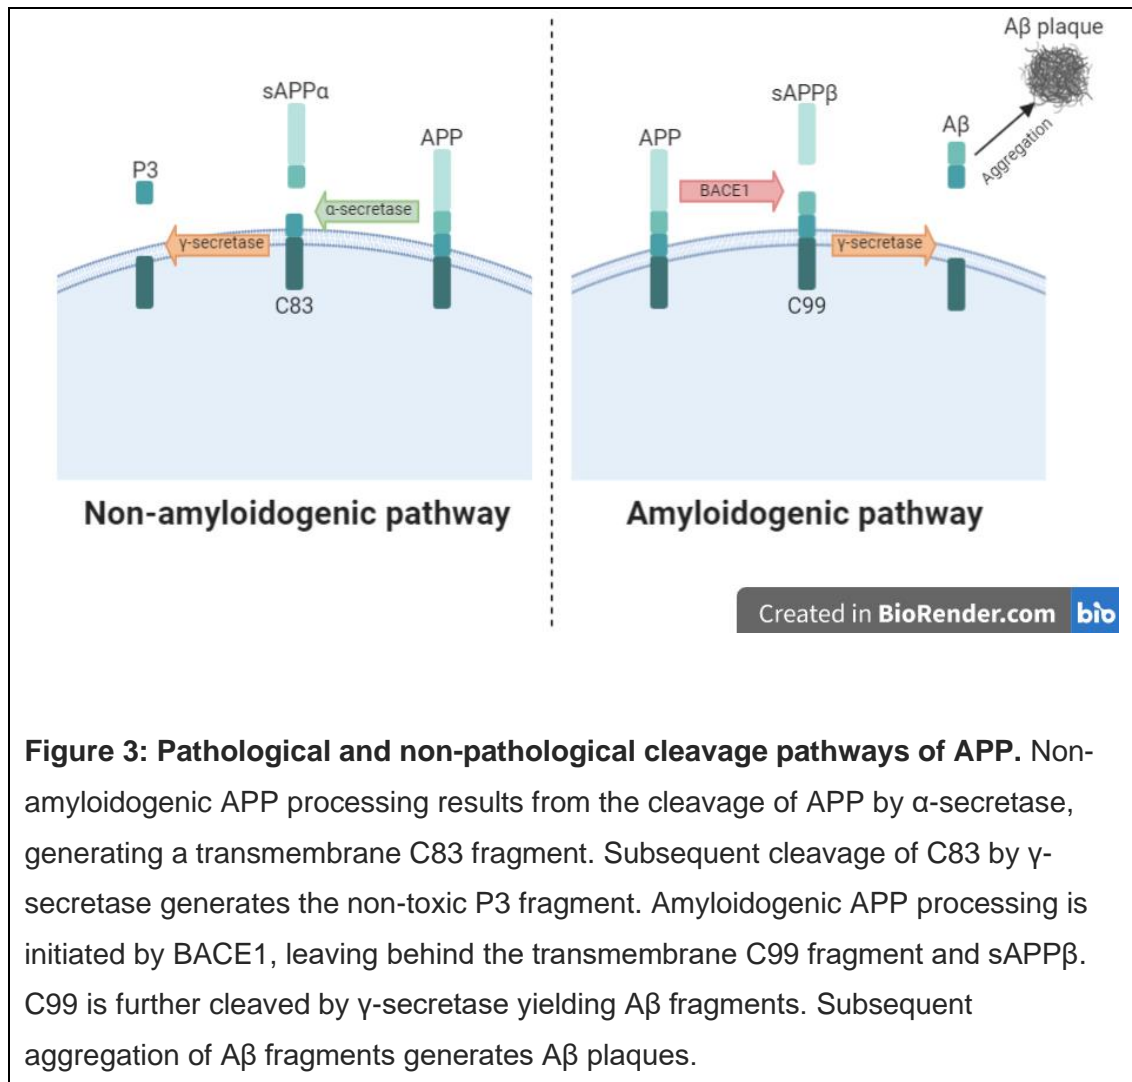 Aβ plaque
sAPPα
sAPPβ
APP
APP
Aβ
Aggregation
P3
BACE1
α-secretase
γ-secretase
γ-secretase
C83
C99
Non-amyloidogenic pathway
Amyloidogenic pathway
Created in BioRender.com bio
Figure 3: Pathological and non-pathological cleavage pathways of APP. Non-
amyloidogenic APP processing results from the cleavage of APP by α-secretase,
generating a transmembrane C83 fragment. Subsequent cleavage of C83 by γ-
secretase generates the non-toxic P3 fragment. Amyloidogenic APP processing is
initiated by BACE1, leaving behind the transmembrane C99 fragment and sAPPβ.
C99 is further cleaved by γ-secretase yielding Aβ fragments. Subsequent
aggregation of Aβ fragments generates Aβ plaques.